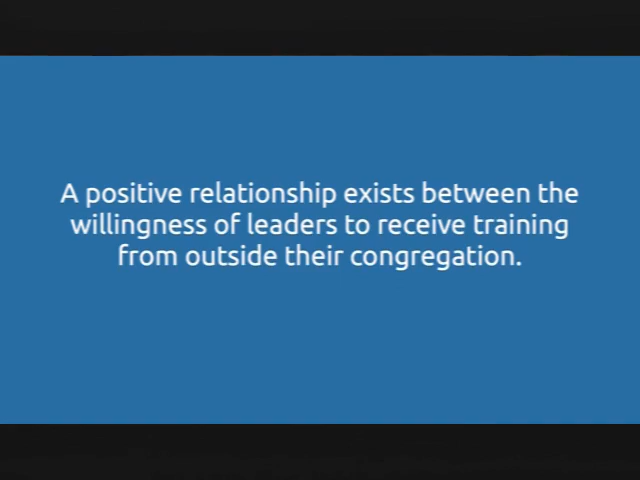 A positive relationship exists between the
willingness of leaders to receive training
from outside their congregation.